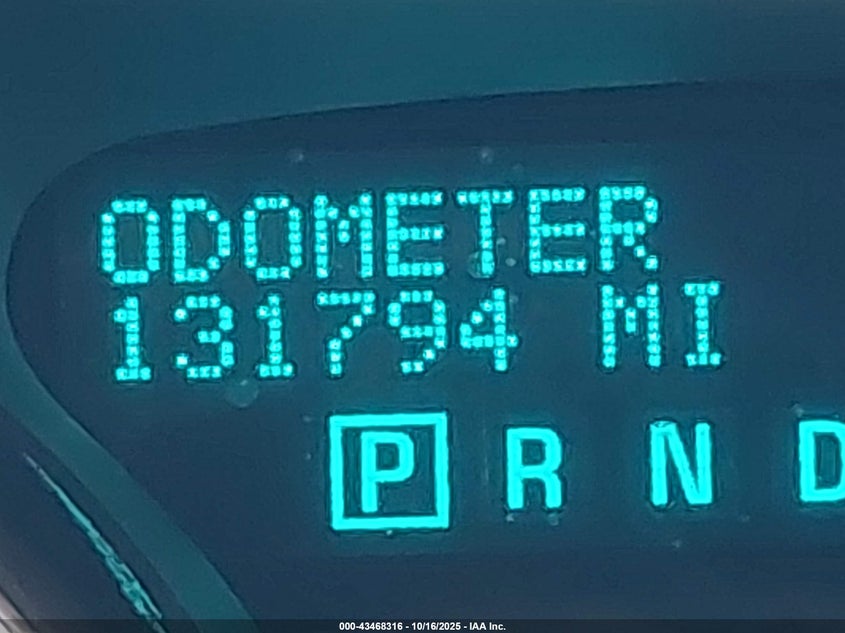 ODOMETER
131794 MI
P R N D
000-43468316 - 10/16/2025 - IAA Inc.